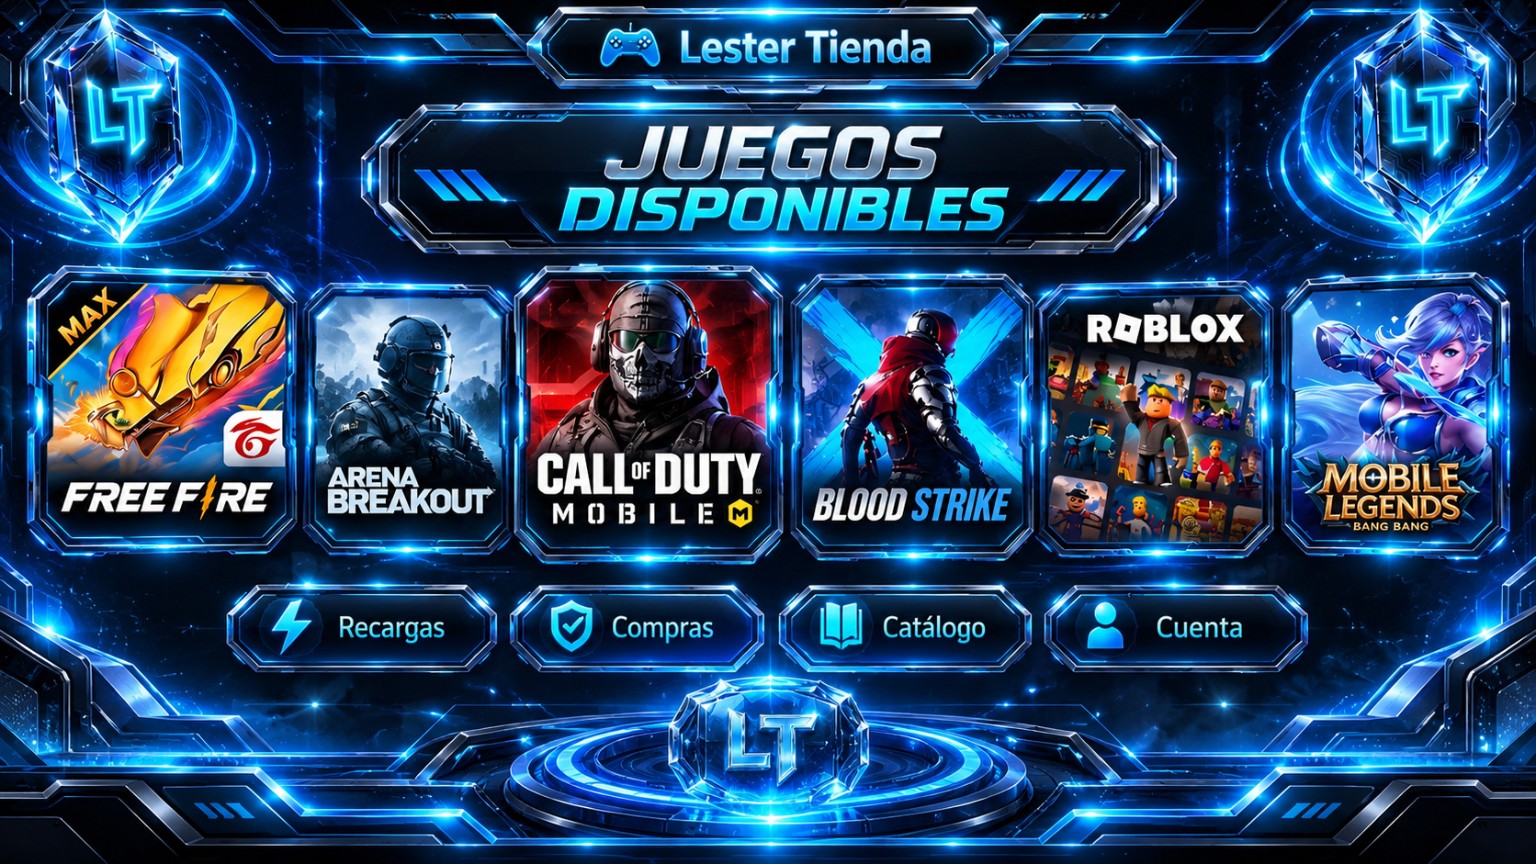 Lester Tienda
LT
LT
JUEGOS
DISPONIBLES
MAX
FREE FIRE
ARENA
BREAKOUT
CALL OF DUTY
MOBILE
BLOOD STRIKE
ROBLOX
MOBILE
LEGENDS
BANG BANG
Recargas
Compras
Catálogo
Cuenta
LT